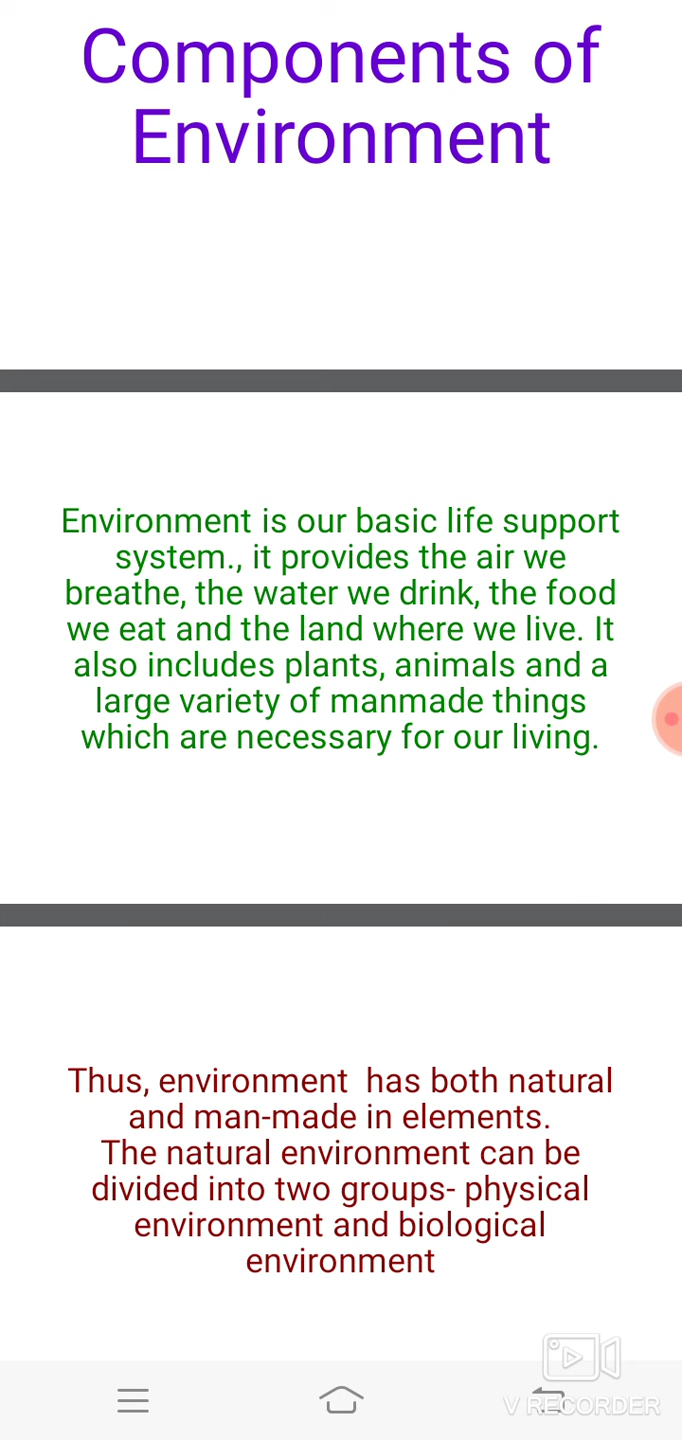 Components of
Environment
Environment is our basic life support
system., it provides the air we
breathe, the water we drink, the food
we eat and the land where we live. It
also includes plants, animals and a
large variety of manmade things
which are necessary for our living.
Thus, environment  has both natural
and man-made in elements.
The natural environment can be
divided into two groups- physical
environment and biological
environment
V RECORDER